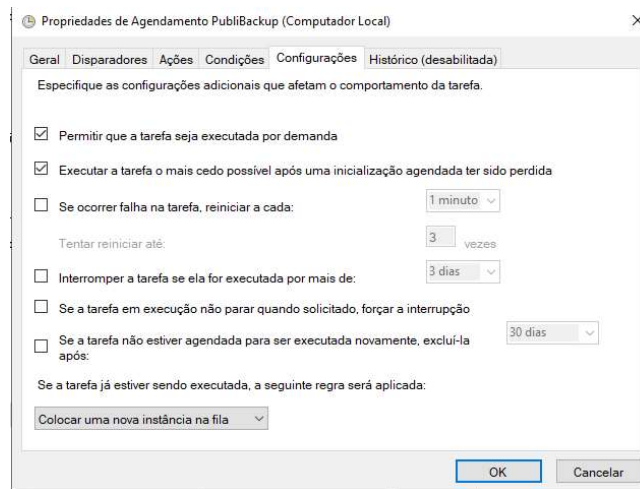 Propriedades de Agendamento PubliBackup (Computador Local)
Geral Disparadores Ações Condições Configurações Histórico (desabilitada)
Especifique as configurações adicionais que afetam o comportamento da tarefa.
Permitir que a tarefa seja executada por demanda
Executar a tarefa o mais cedo possível após uma inicialização agendada ter sido perdida
Se ocorrer falha na tarefa, reiniciar a cada: 1 minuto
Tentar reiniciar até: 3 vezes
Interromper a tarefa se ela for executada por mais de: 3 dias
Se a tarefa em execução não parar quando solicitado, forçar a interrupção
Se a tarefa não estiver agendada para ser executada novamente, excluí-la 30 dias
após:
Se a tarefa já estiver sendo executada, a seguinte regra será aplicada:
Colocar uma nova instância na fila
OK Cancelar